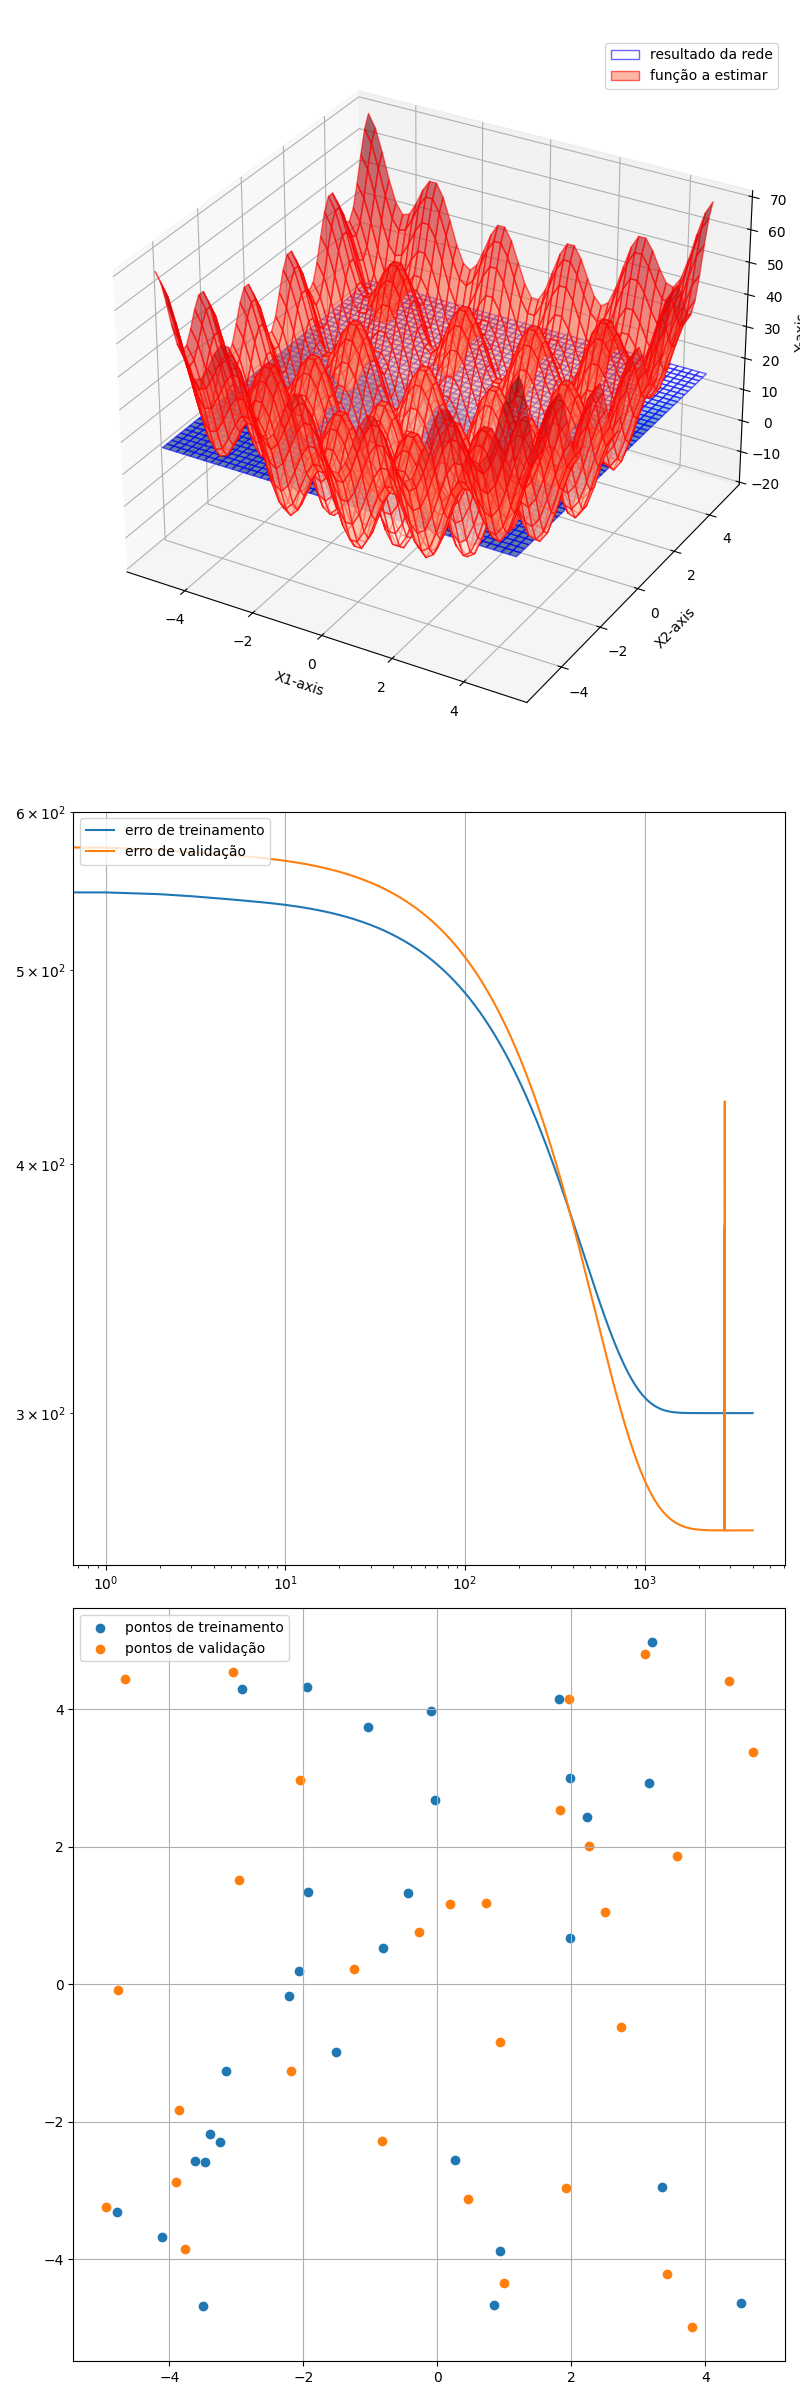 resultado da rede
função a estimar
70
60
50
40
30
20
10
0
−10
−20
4
2
0
−2
−4
X2-axis
−4
−2
0
2
4
X1-axis
6 × 10²
5 × 10²
4 × 10²
3 × 10²
erro de treinamento
erro de validação
10⁰ 10¹ 10² 10³
pontos de treinamento
pontos de validação
4
2
0
−2
−4
−4 −2 0 2 4